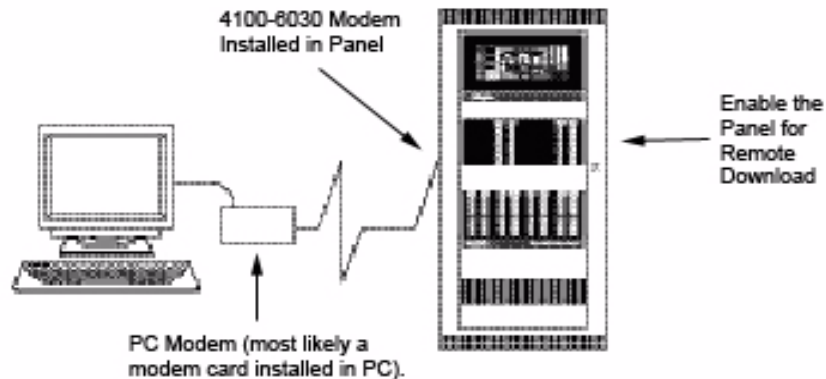 4100-6030 Modem
Installed in Panel
Enable the
Panel for
Remote
Download
PC Modem (most likely a
modem card installed in PC).